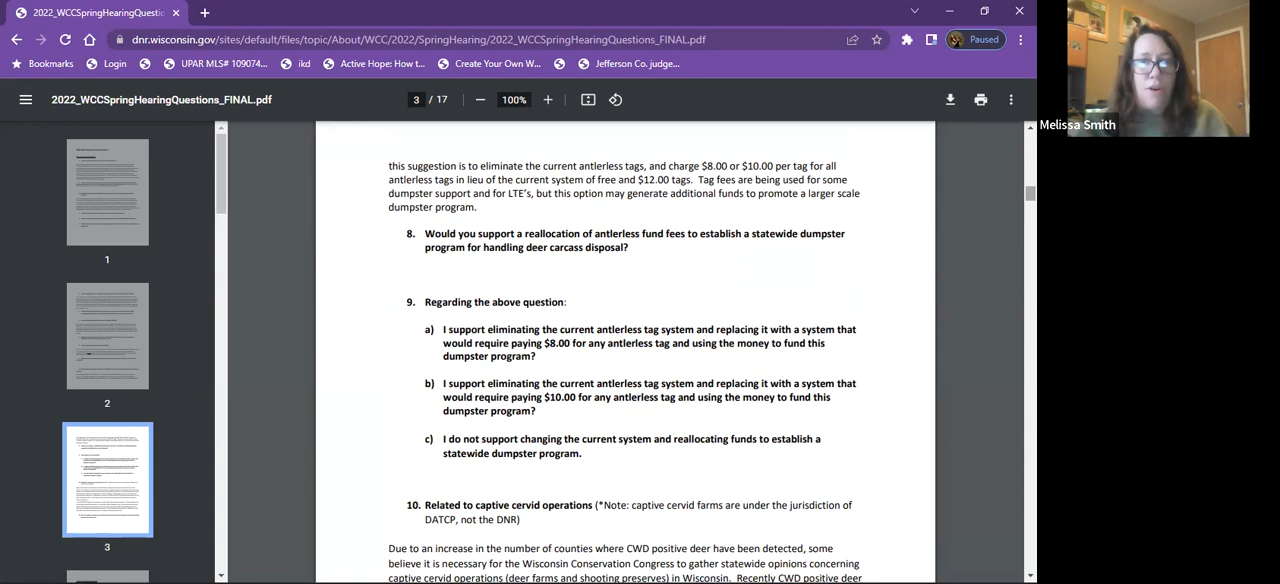 2022_WCCSpringHearingQuestio
dnr.wisconsin.gov/sites/default/files/topic/About/WCC/2022/SpringHearing/2022_WCCSpringHearingQuestions_FINAL.pdf
Paused
Bookmarks
Login
UPAR MLS# 109074...
ikd
Active Hope: How t...
Create Your Own W...
Jefferson Co. judge...
2022_WCCSpringHearingQuestions_FINAL.pdf
3 / 17
100%
Melissa Smith
1
2
3
this suggestion is to eliminate the current antlerless tags, and charge $8.00 or $10.00 per tag for all
antlerless tags in lieu of the current system of free and $12.00 tags. Tag fees are being used for some
dumpster support and for LTE's, but this option may generate additional funds to promote a larger scale
dumpster program.
8. Would you support a reallocation of antlerless fund fees to establish a statewide dumpster
program for handling deer carcass disposal?
9. Regarding the above question:
a) I support eliminating the current antlerless tag system and replacing it with a system that
would require paying $8.00 for any antlerless tag and using the money to fund this
dumpster program?
b) I support eliminating the current antlerless tag system and replacing it with a system that
would require paying $10.00 for any antlerless tag and using the money to fund this
dumpster program?
c) I do not support changing the current system and reallocating funds to establish a
statewide dumpster program.
10. Related to captive cervid operations (*Note: captive cervid farms are under the jurisdiction of
DATCP, not the DNR)
Due to an increase in the number of counties where CWD positive deer have been detected, some
believe it is necessary for the Wisconsin Conservation Congress to gather statewide opinions concerning
captive cervid operations (deer farms and shooting preserves) in Wisconsin. Recently CWD positive deer